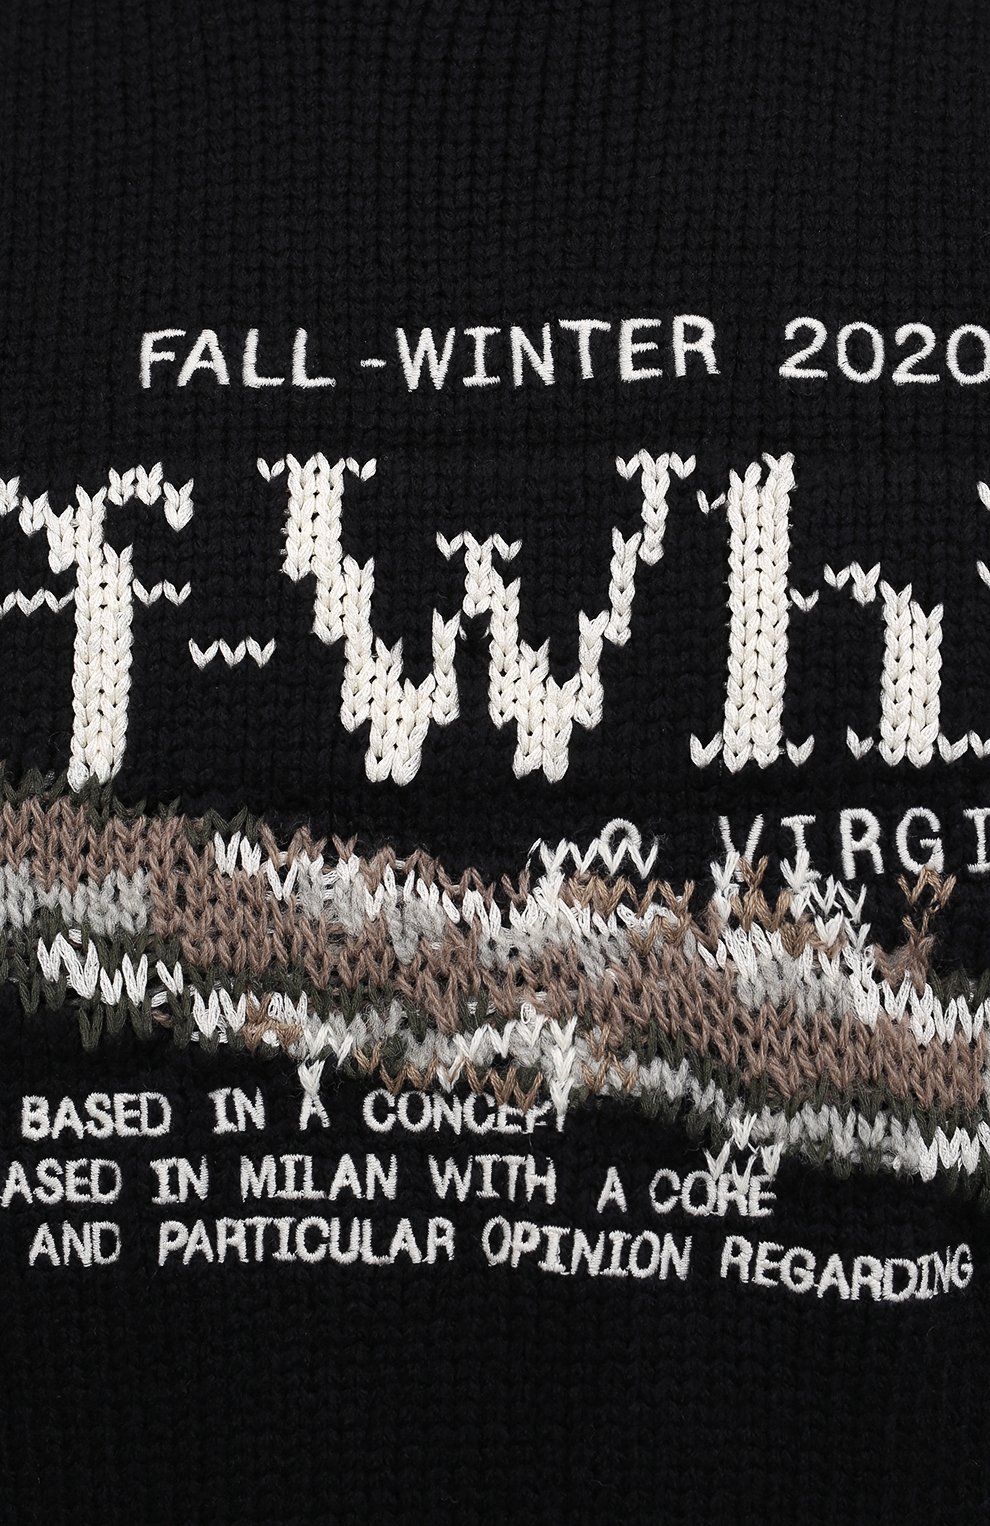 FALL-WINTER 2020
f-Wh
VIRGI
BASED IN A CONCEPT
ASED IN MILAN WITH A CORE
AND PARTICULAR OPINION REGARDING